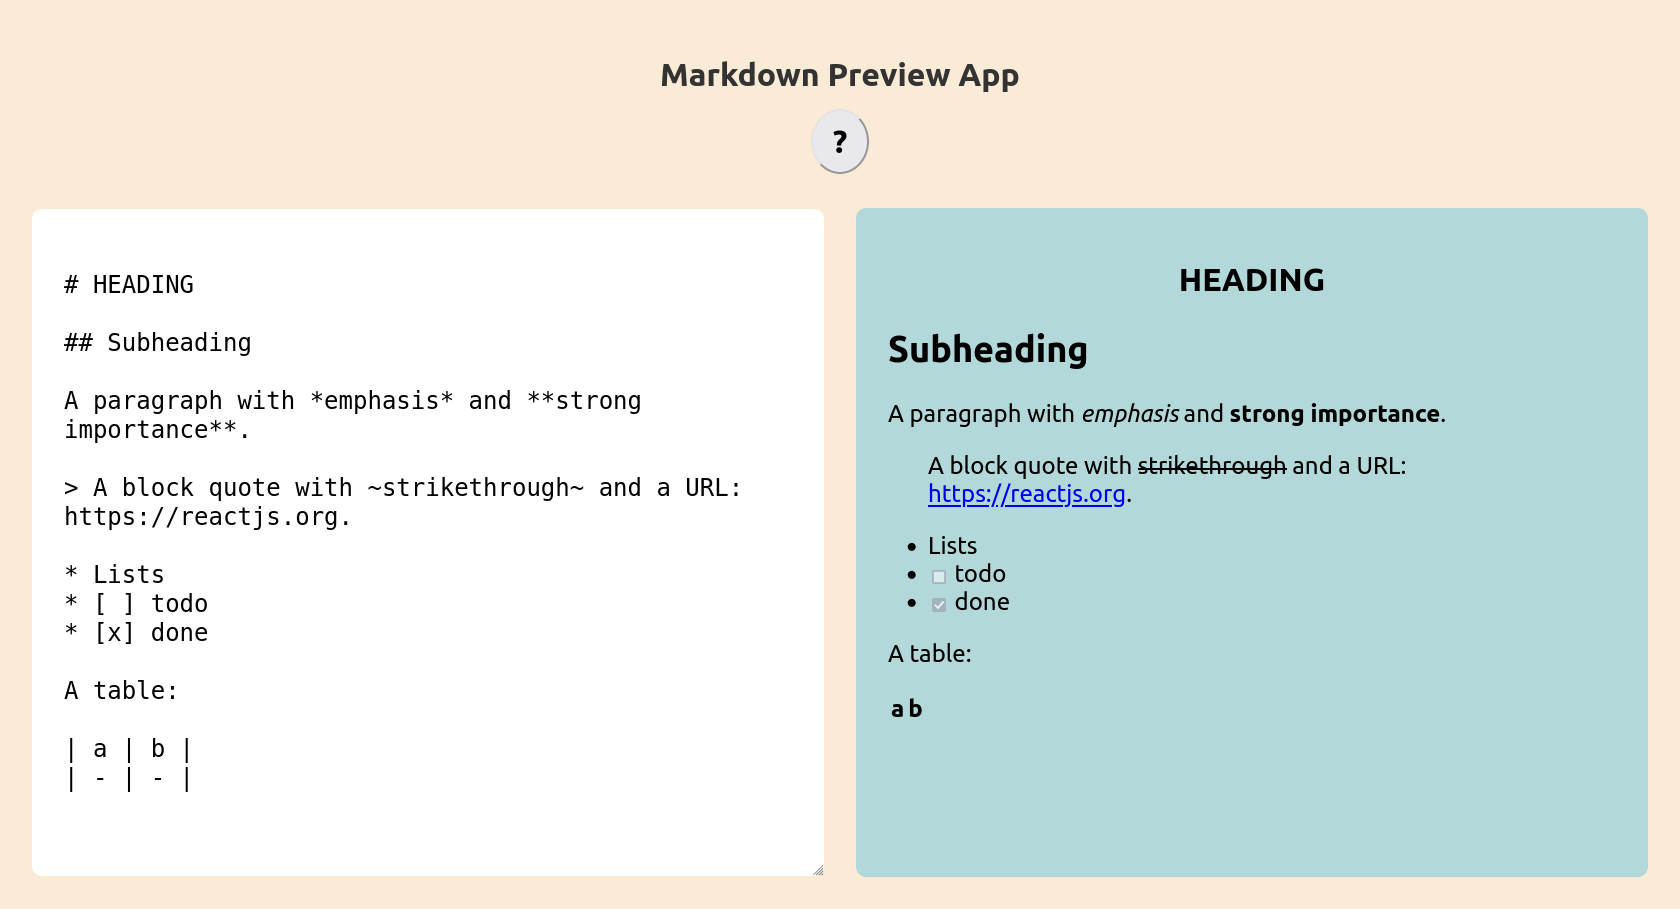 Markdown Preview App
?
# HEADING
## Subheading
A paragraph with *emphasis* and **strong
importance**.
> A block quote with ~strikethrough~ and a URL:
https://reactjs.org.
* Lists
* [ ] todo
* [x] done
A table:
| a | b |
| - | - |
HEADING
Subheading
A paragraph with emphasis and strong importance.
A block quote with strikethrough and a URL:
https://reactjs.org.
Lists
todo
done
A table:
a b